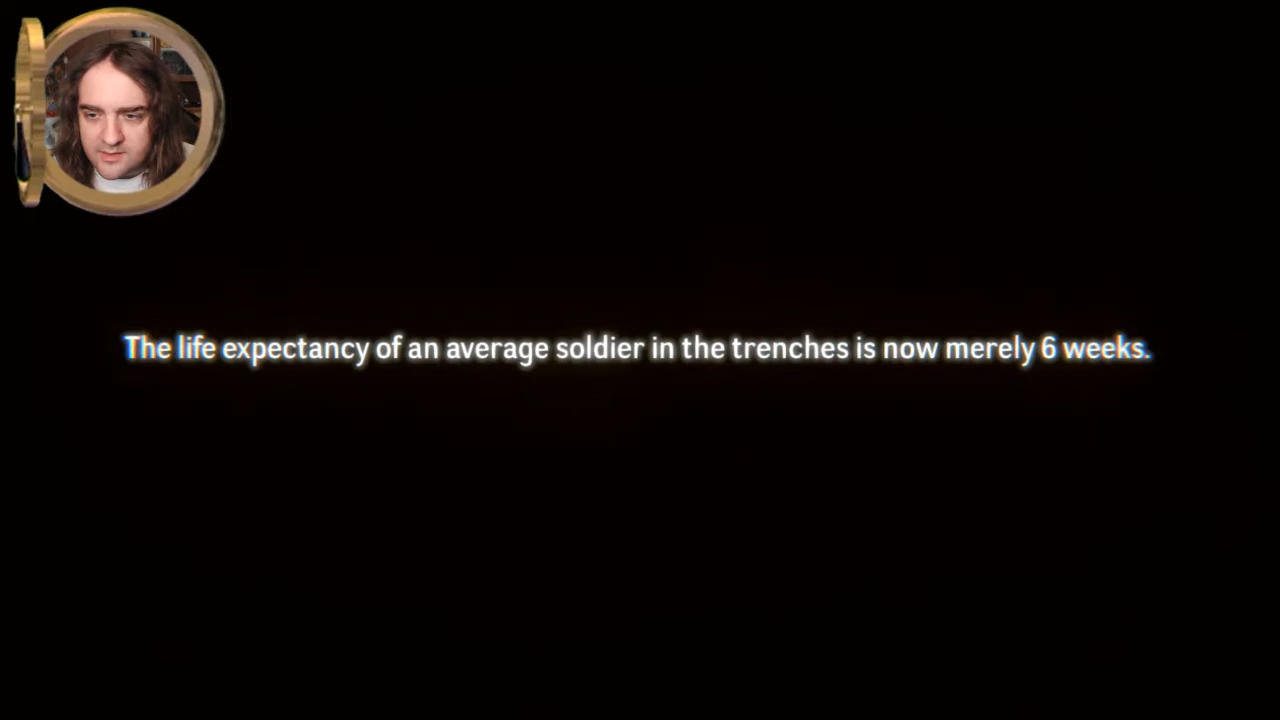 The life expectancy of an average soldier in the trenches is now merely 6 weeks.